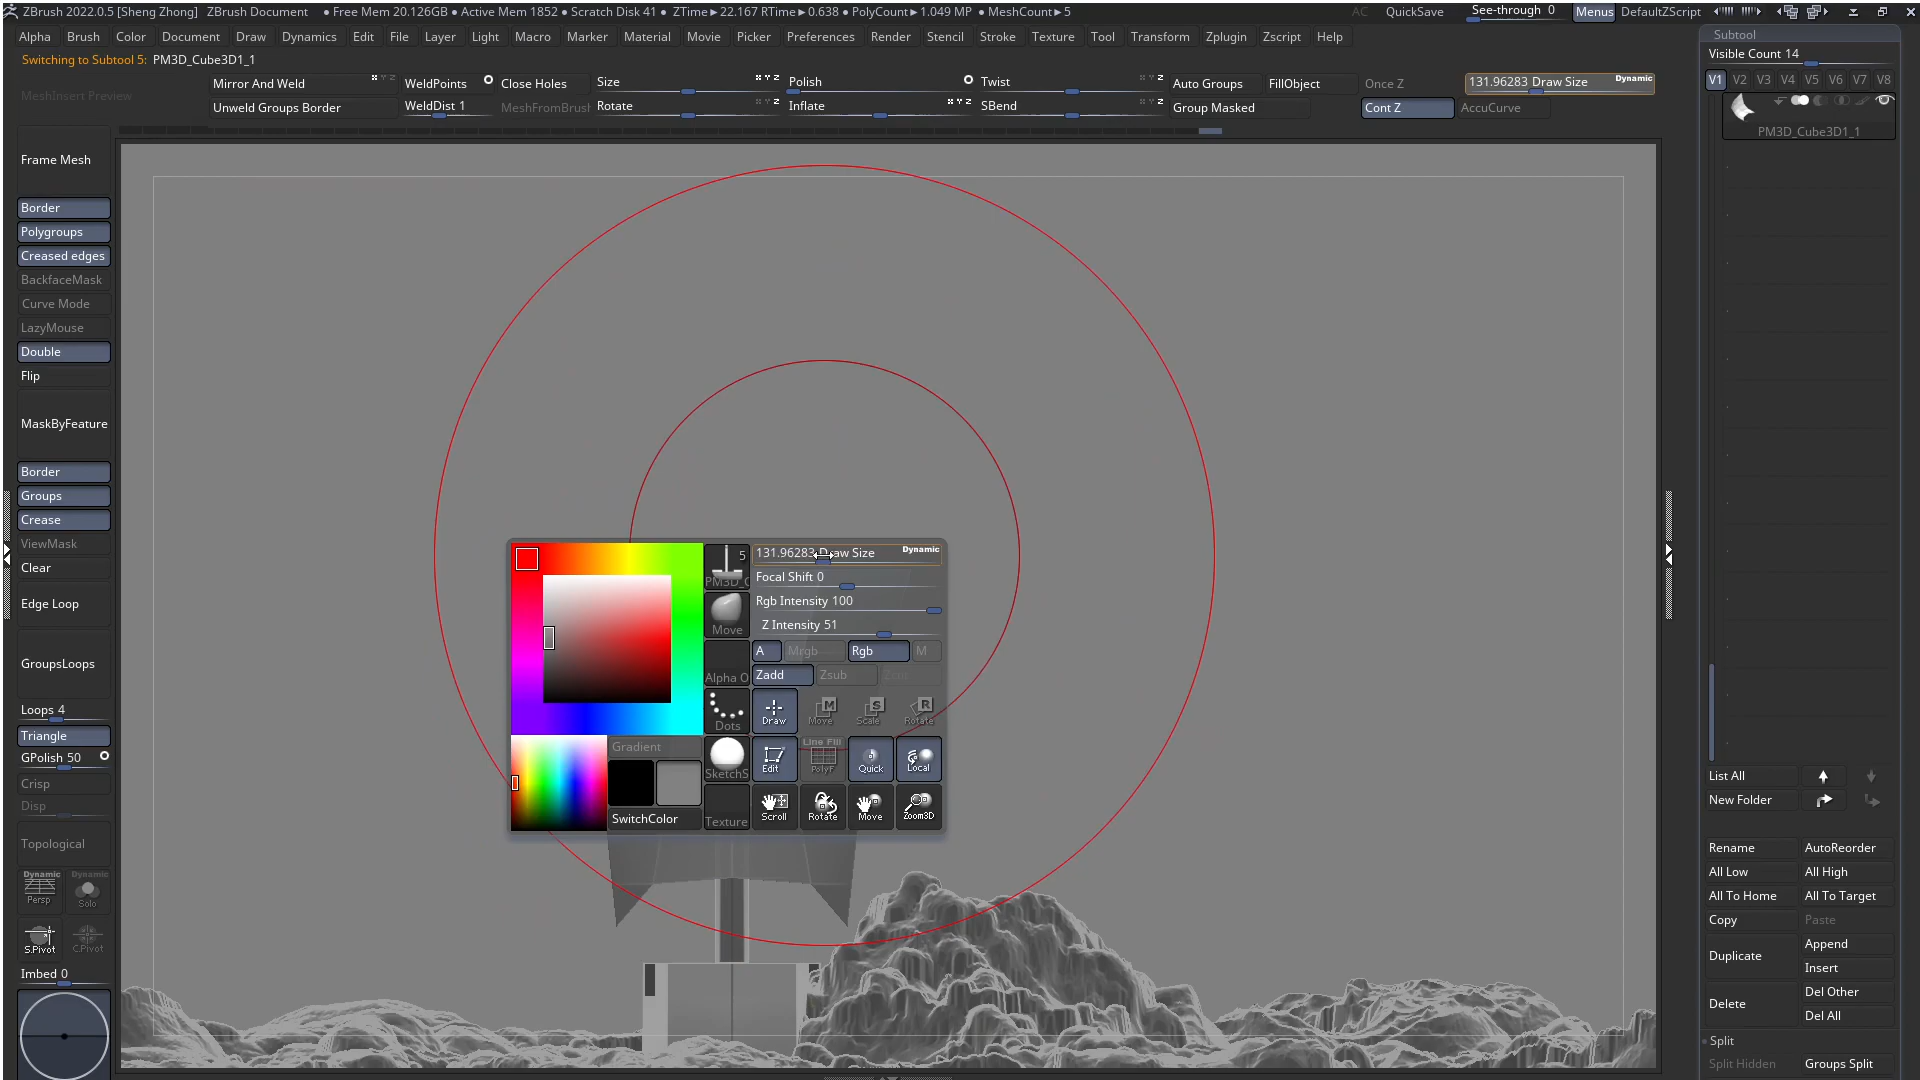 ZBrush 2022.0.5 [Sheng Zhong] ZBrush Document • Free Mem 20.126GB • Active Mem 1852 • Scratch Disk 41 • ZTime►22.167 RTime►0.638 • PolyCount►1.049 MP • MeshCount►5 AC QuickSave See-through 0 Menus DefaultZScript
Alpha Brush Color Document Draw Dynamics Edit File Layer Light Macro Marker Material Movie Picker Preferences Render Stencil Stroke Texture Tool Transform Zplugin Zscript Help
Switching to Subtool 5: PM3D_Cube3D1_1
MeshInsert Preview
Mirror And Weld WeldPoints Close Holes Size Polish Twist Auto Groups FillObject Once Z 131.96283 Draw Size Dynamic
Unweld Groups Border WeldDist 1 MeshFromBrush Rotate Inflate SBend Group Masked Cont Z AccuCurve
Frame Mesh
Border
Polygroups
Creased edges
BackfaceMask
Curve Mode
LazyMouse
Double
Flip
MaskByFeature
Border
Groups
Crease
ViewMask
Clear
Edge Loop
GroupsLoops
Loops 4
Triangle
GPolish 50
Crisp
Disp
Topological
Dynamic Dynamic
Persp Solo
S.Pivot C.Pivot
Imbed 0
5
PM3D_C
Move
Alpha O
Dots
SketchS
Texture
Gradient
SwitchColor
131.96283 Draw Size Dynamic
Focal Shift 0
Rgb Intensity 100
Z Intensity 51
A Mrgb Rgb M
Zadd Zsub
M S R
Draw Move Scale Rotate
Line Fill
Edit PolyF Quick Local
Scroll Rotate Move Zoom3D
Subtool
Visible Count 14
V1 V2 V3 V4 V5 V6 V7 V8
PM3D_Cube3D1_1
List All
New Folder
Rename AutoReorder
All Low All High
All To Home All To Target
Copy Paste
Duplicate Append
Insert
Delete Del Other
Del All
Split
Split Hidden Groups Split